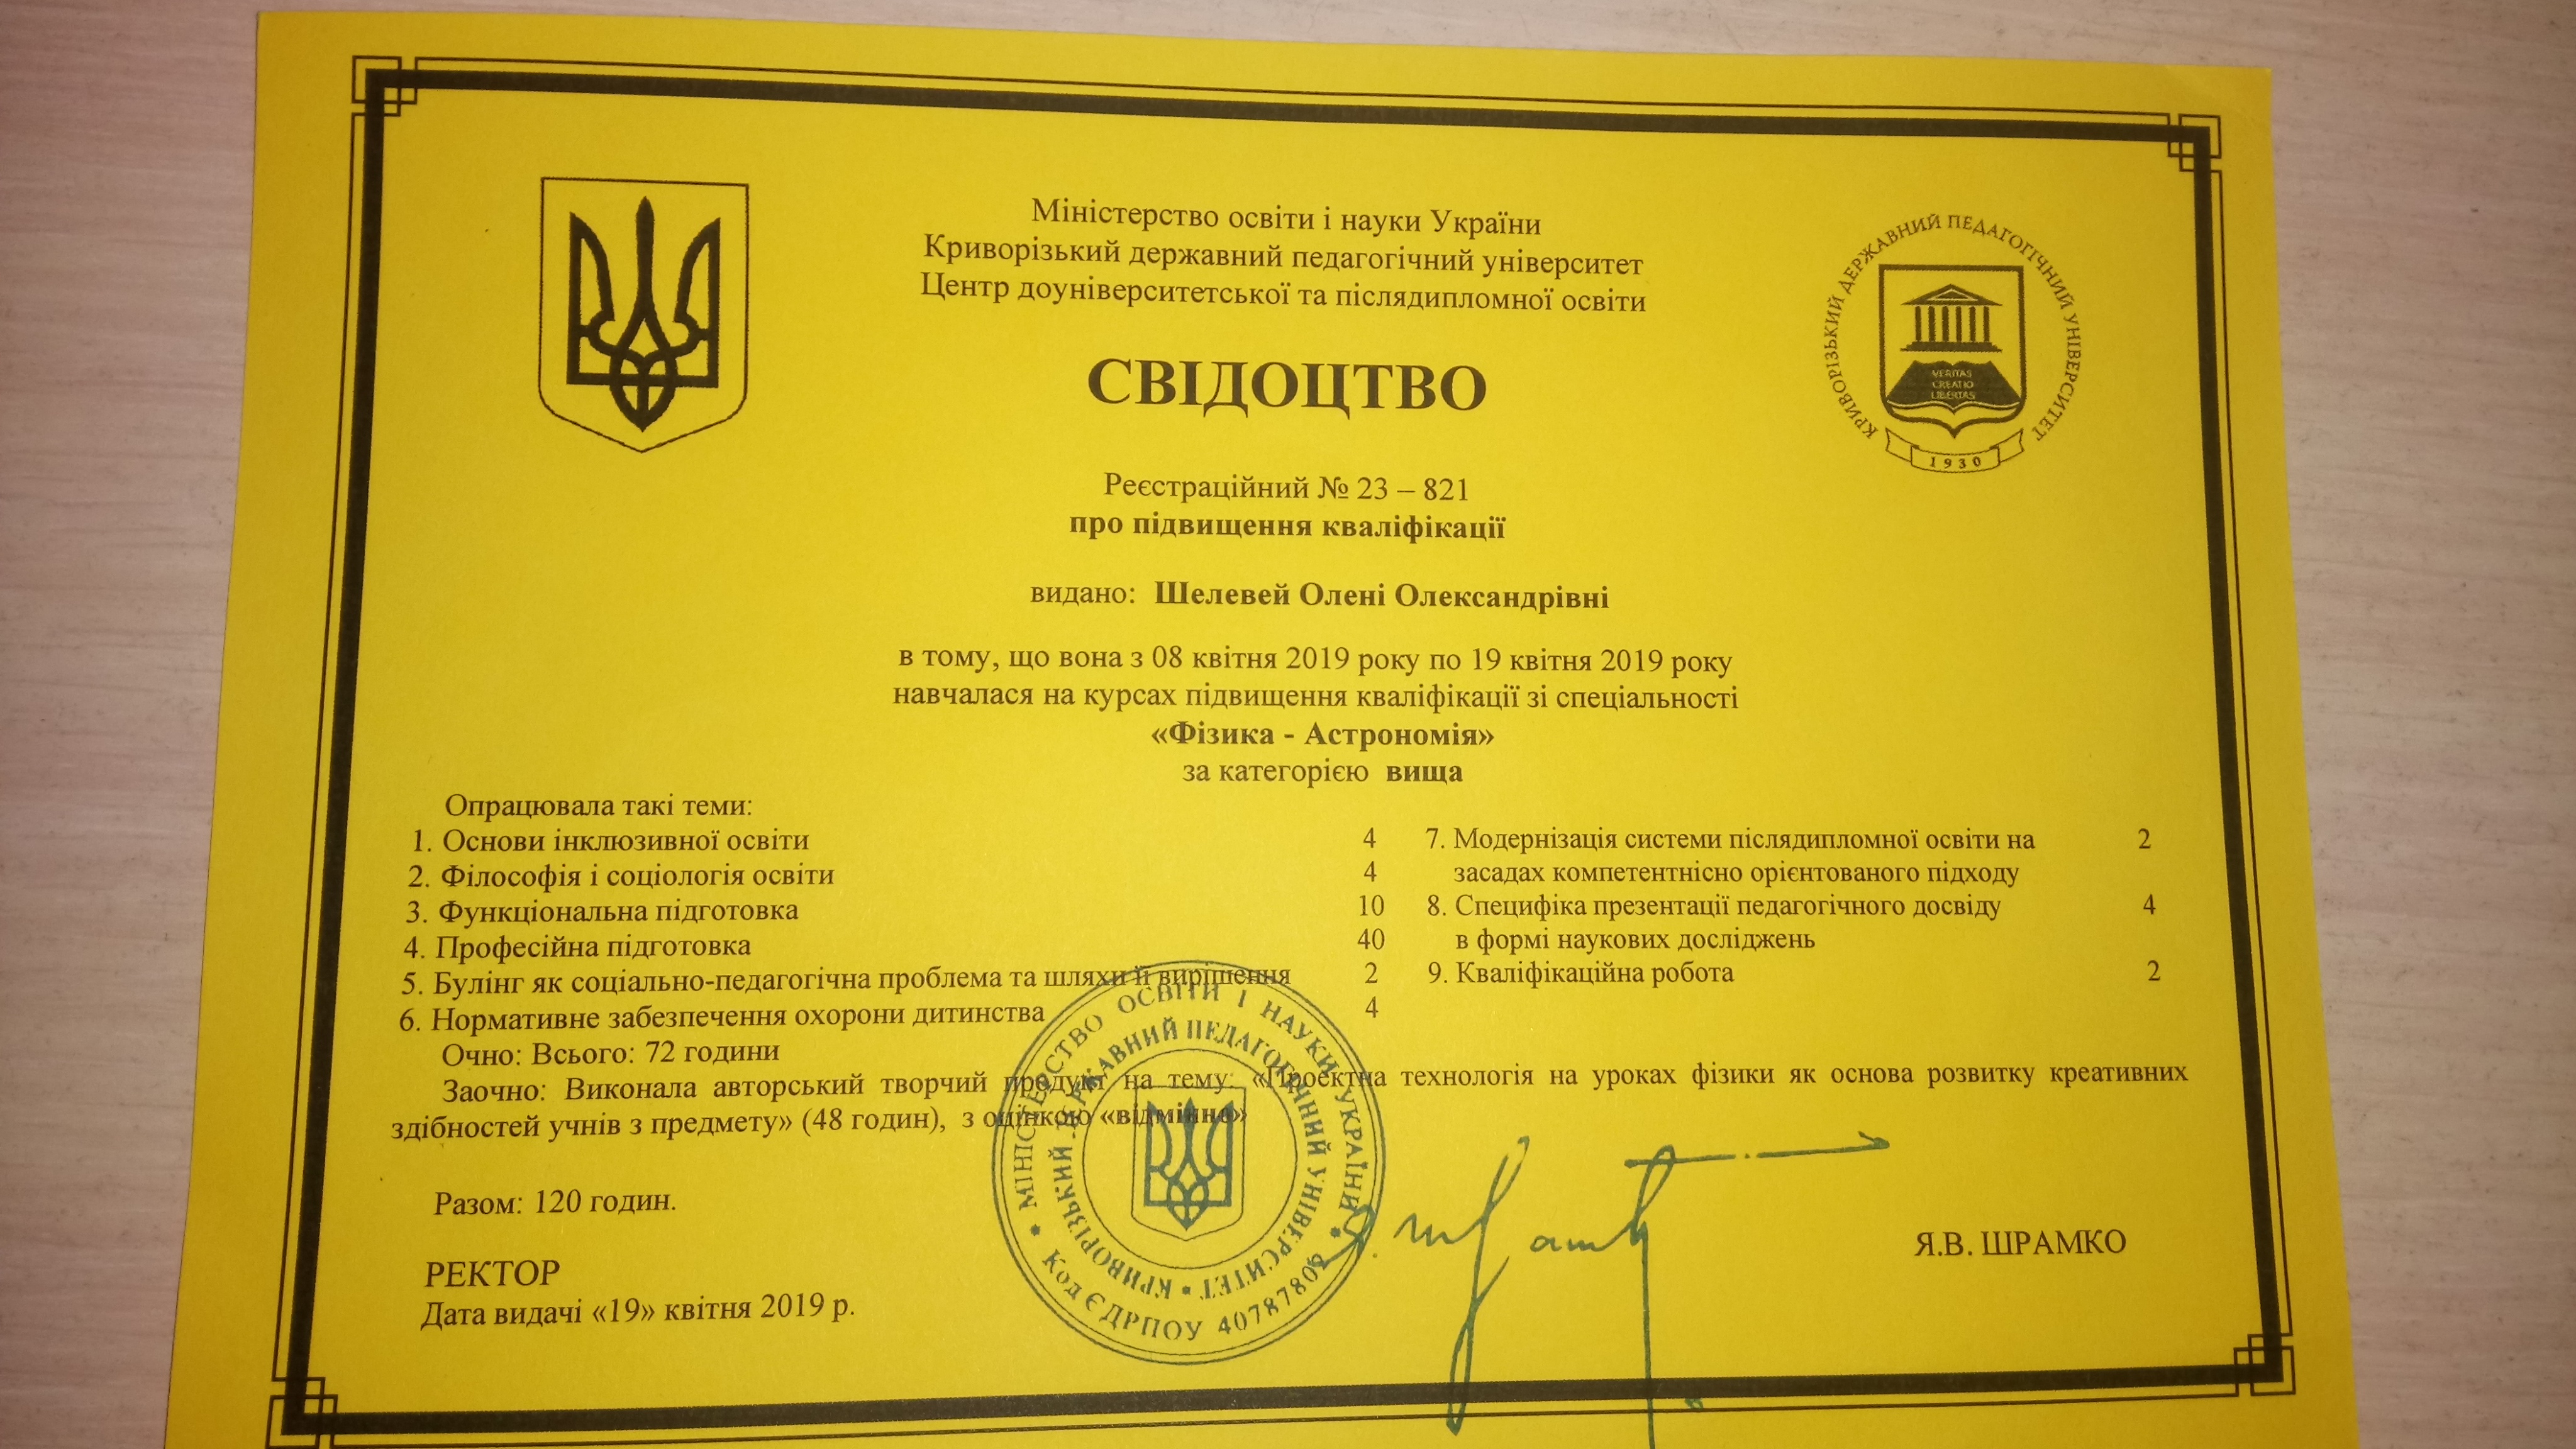 Міністерство освіти і науки України
Криворізький державний педагогічний університет
Центр доуніверситетської та післядипломної освіти
КРИВОРІЗЬКИЙ ДЕРЖАВНИЙ ПЕДАГОГІЧНИЙ УНІВЕРСИТЕТ
VERITAS
CREATIO
LIBERTAS
1930
СВІДОЦТВО
Реєстраційний № 23 – 821
про підвищення кваліфікації
видано: Шелевей Олені Олександрівні
в тому, що вона з 08 квітня 2019 року по 19 квітня 2019 року
навчалася на курсах підвищення кваліфікації зі спеціальності
«Фізика - Астрономія»
за категорією вища
Опрацювала такі теми:
1. Основи інклюзивної освіти 4
2. Філософія і соціологія освіти 4
3. Функціональна підготовка 10
4. Професійна підготовка 40
5. Булінг як соціально-педагогічна проблема та шляхи її вирішення 2
6. Нормативне забезпечення охорони дитинства 4
7. Модернізація системи післядипломної освіти на 2
засадах компетентнісно орієнтованого підходу
8. Специфіка презентації педагогічного досвіду 4
в формі наукових досліджень
9. Кваліфікаційна робота 2
Очно: Всього: 72 години
Заочно: Виконала авторський творчий продукт на тему: «Проектна технологія на уроках фізики як основа розвитку креативних
здібностей учнів з предмету» (48 годин), з оцінкою «відмінно»
Разом: 120 годин.
РЕКТОР
Я.В. ШРАМКО
Дата видачі «19» квітня 2019 р.
МІНІСТЕРСТВО ОСВІТИ І НАУКИ УКРАЇНИ
Код ЄДРПОУ 40787802
КРИВОРІЗЬКИЙ ДЕРЖАВНИЙ ПЕДАГОГІЧНИЙ УНІВЕРСИТЕТ